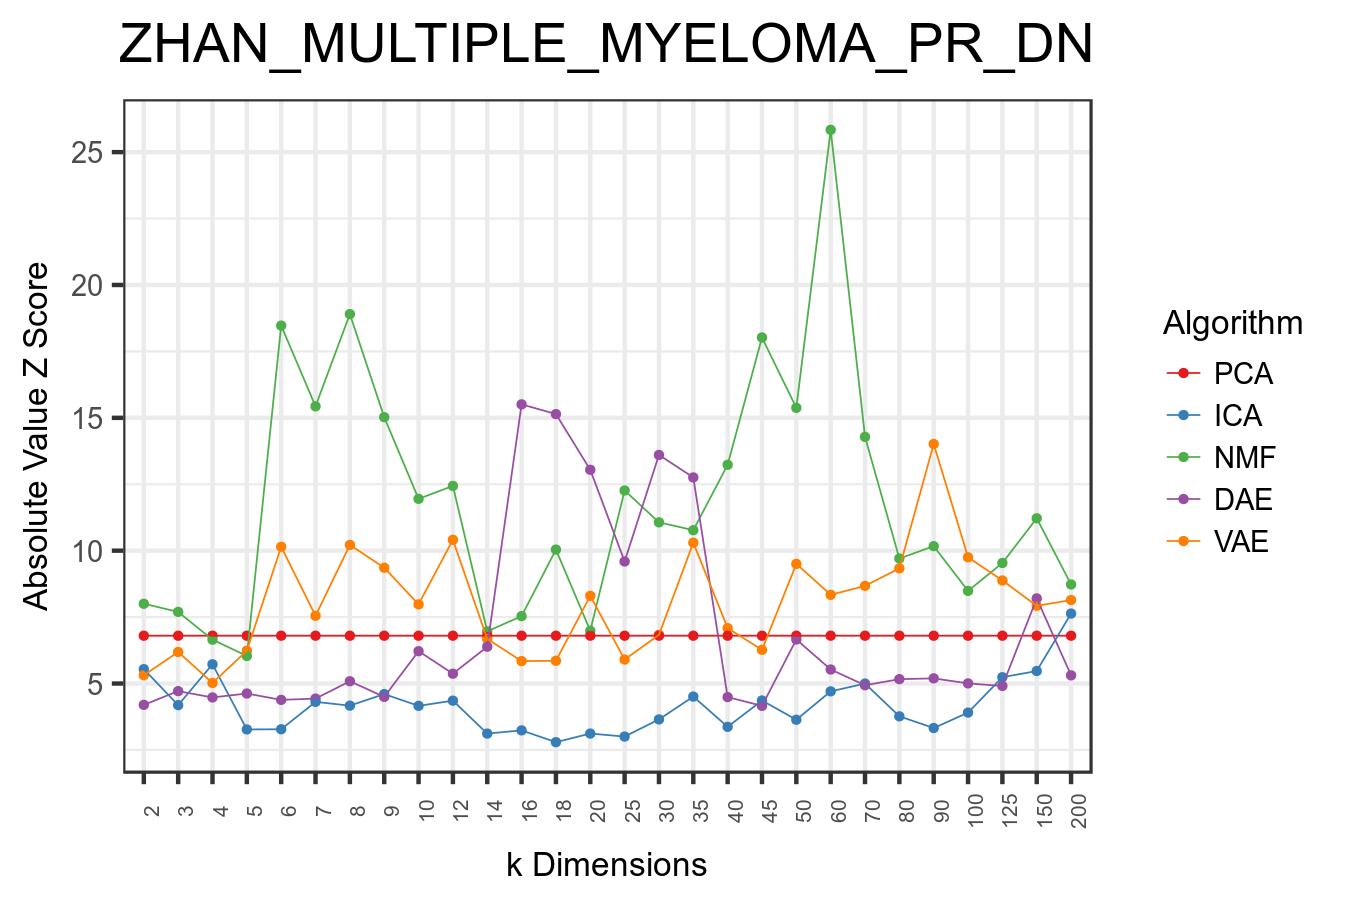 ZHAN_MULTIPLE_MYELOMA_PR_DN
Absolute Value Z Score
25
20
15
10
5
2 3 4 5 6 7 8 9 10 12 14 16 18 20 25 30 35 40 45 50 60 70 80 90 100 125 150 200
k Dimensions
Algorithm
PCA
ICA
NMF
DAE
VAE